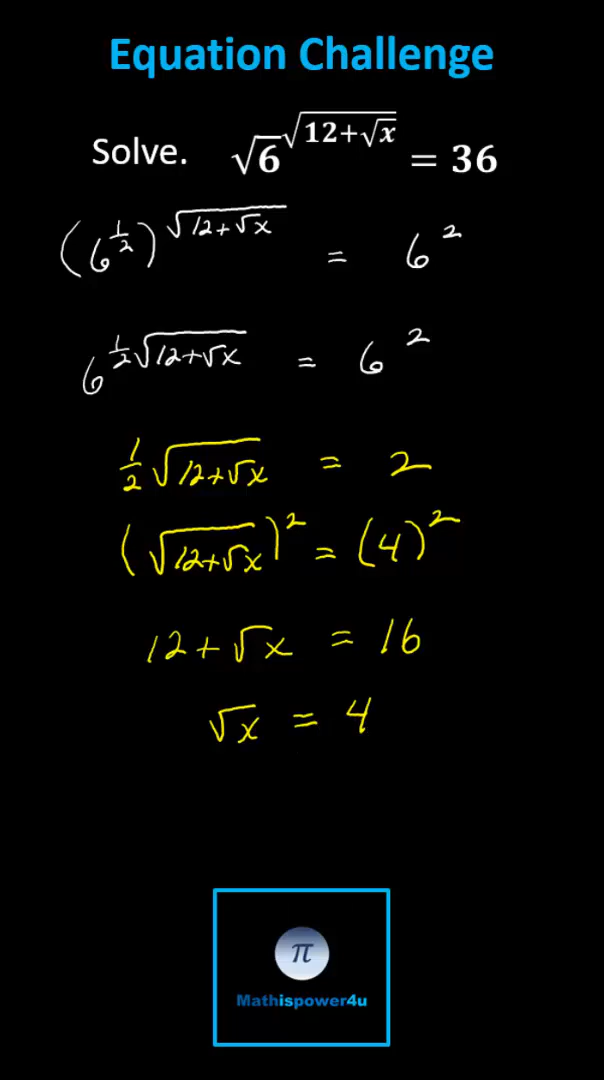 Equation Challenge
Solve. √6^√(12+√x) = 36
(6^(1/2))^√(12+√x) = 6^2
6^(1/2 √(12+√x)) = 6^2
1/2 √(12+√x) = 2
(√(12+√x))^2 = (4)^2
12 + √x = 16
√x = 4
π
Mathispower4u